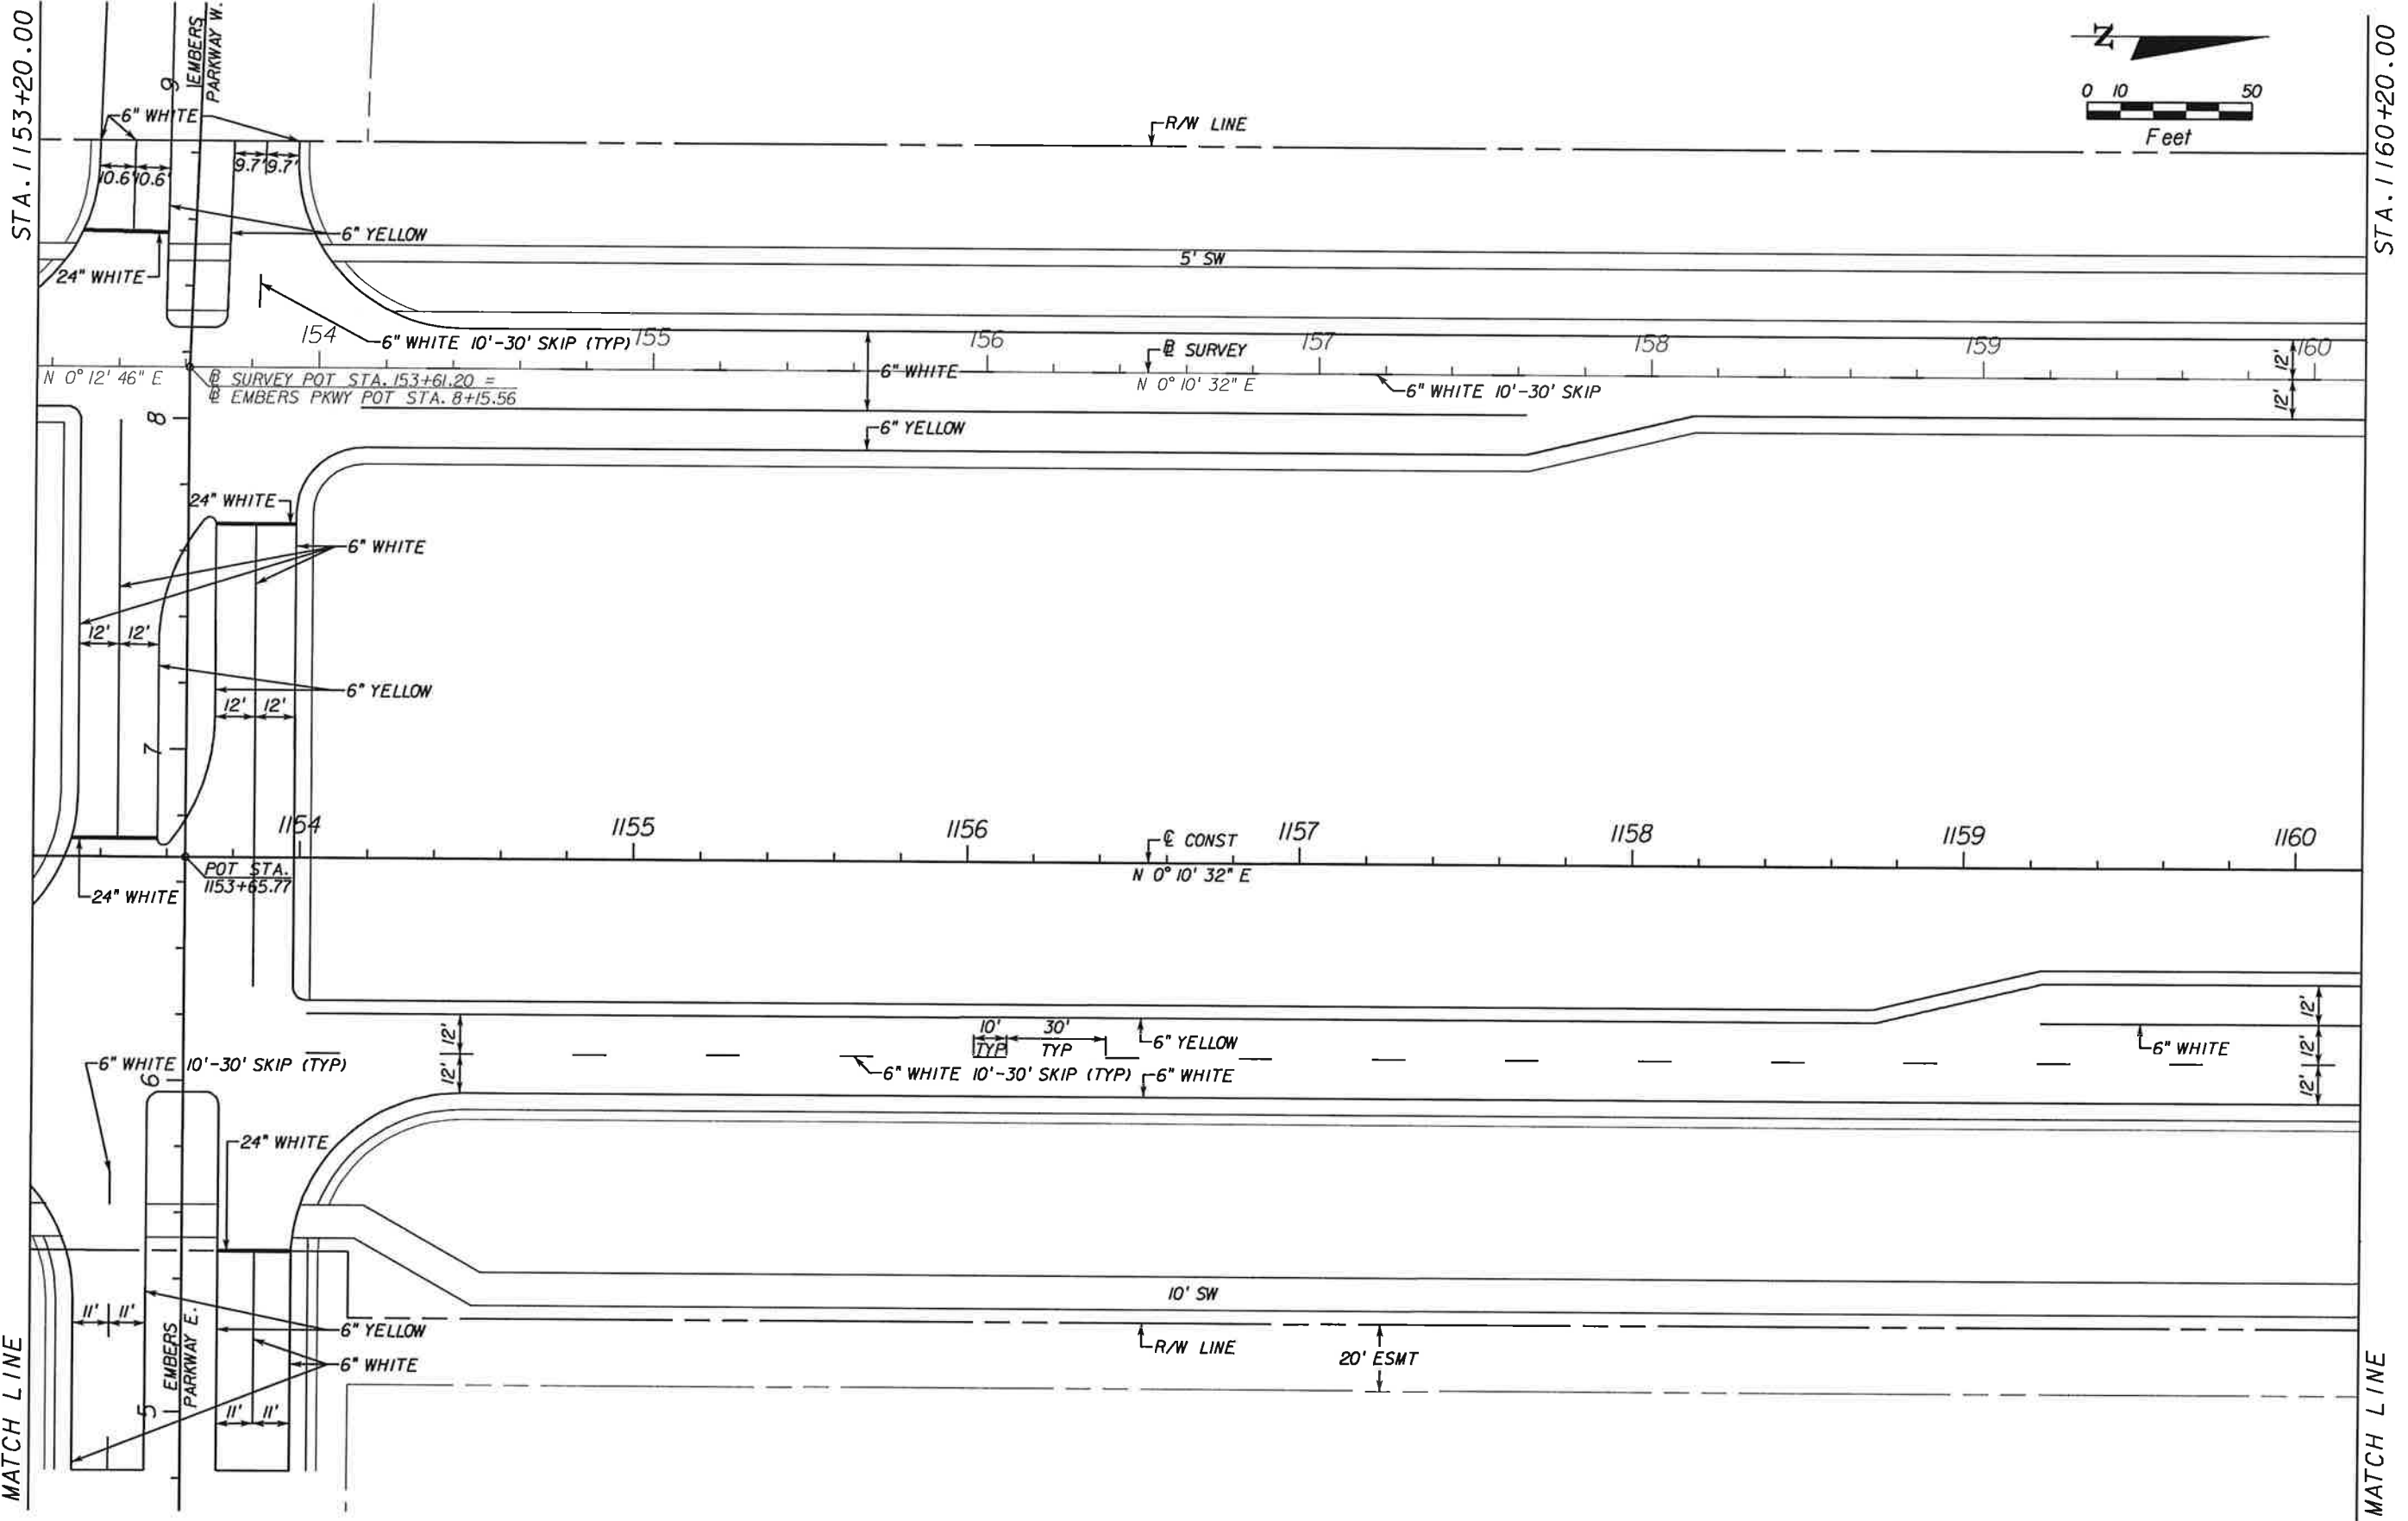 STA. 1153+20.00
EMBERS
PARKWAY W.
9
N
0 10 50
Feet
STA. 1160+20.00
6" WHITE
R/W LINE
10.6' 10.6'
9.7' 9.7'
6" YELLOW
24" WHITE
5' SW
154 155 156 157 158 159 160
6" WHITE 10'-30' SKIP (TYP)
℄ SURVEY
12'
12'
N 0° 12' 46" E
℄ SURVEY POT STA. 153+61.20 =
℄ EMBERS PKWY POT STA. 8+15.56
6" WHITE
N 0° 10' 32" E
6" WHITE 10'-30' SKIP
8
6" YELLOW
24" WHITE
6" WHITE
12' 12'
6" YELLOW
12' 12'
7
1154 1155 1156 1157 1158 1159 1160
℄ CONST
N 0° 10' 32" E
POT STA.
1153+65.77
24" WHITE
12'
12'
10' 30'
TYP TYP
6" YELLOW
12'
12'
12'
6" WHITE
6" WHITE 10'-30' SKIP (TYP)
6" WHITE 10'-30' SKIP (TYP)
6" WHITE
6
24" WHITE
10' SW
11' 11'
6" YELLOW
6" WHITE
R/W LINE
20' ESMT
EMBERS
PARKWAY E.
5
11' 11'
MATCH LINE
MATCH LINE